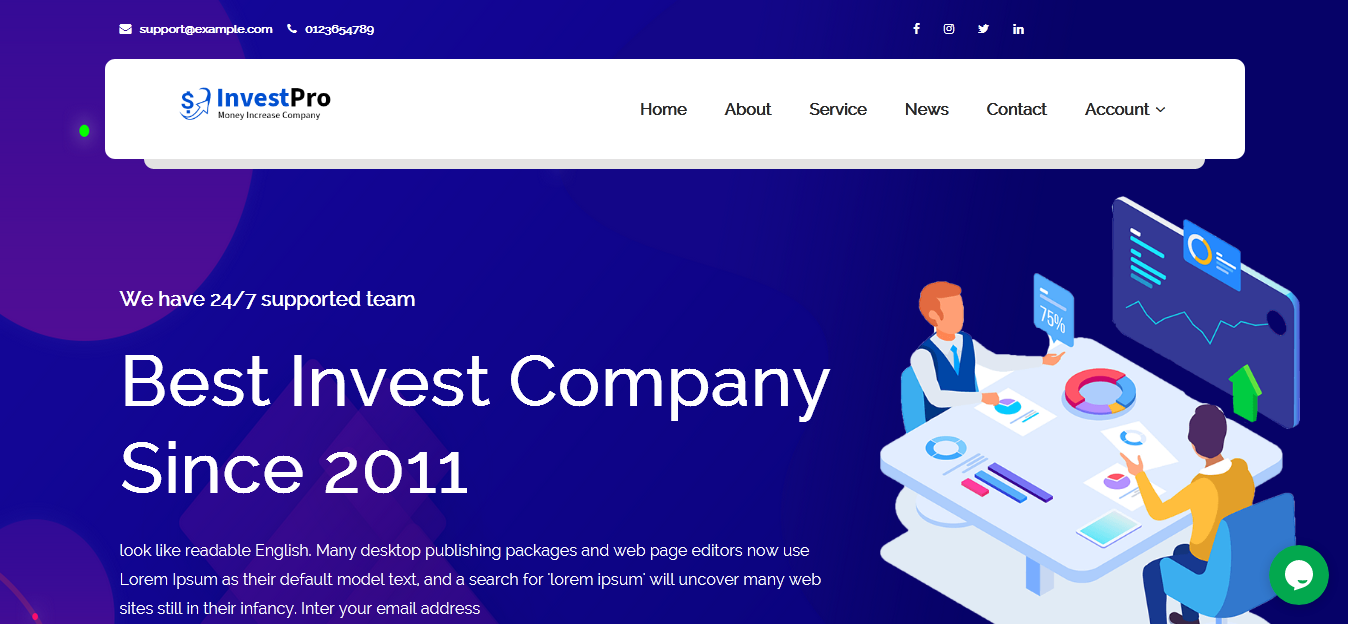 support@example.com 0123654789
InvestPro
Money Increase Company
Home About Service News Contact Account
We have 24/7 supported team
Best Invest Company
Since 2011
75%
look like readable English. Many desktop publishing packages and web page editors now use
Lorem Ipsum as their default model text, and a search for 'lorem ipsum' will uncover many web
sites still in their infancy. Inter your email address